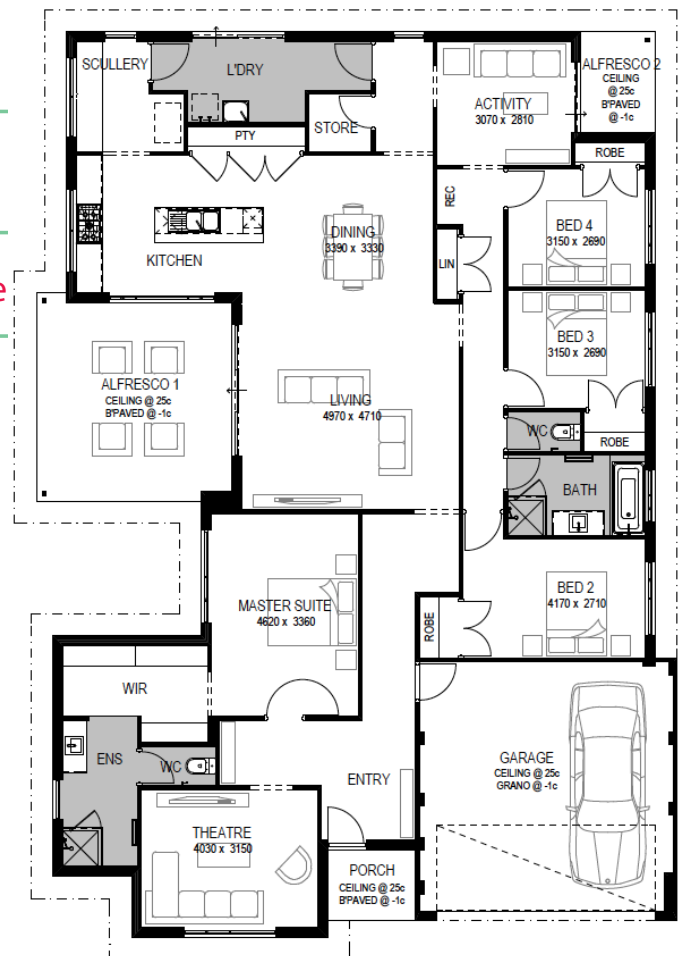 SCULLERY
L'DRY
STORE
PTY
ACTIVITY
3070 x 2810
ALFRESCO 2
CEILING
@ 25c
B'PAVED
@ -1c
ROBE
REC
BED 4
3150 x 2690
DINING
3390 x 3330
KITCHEN
LIN
e
BED 3
3150 x 2690
ALFRESCO 1
CEILING @ 25c
B'PAVED @ -1c
LIVING
4970 x 4710
WC
ROBE
BATH
MASTER SUITE
4620 x 3360
BED 2
4170 x 2710
ROBE
WIR
ENS
WC
ENTRY
GARAGE
CEILING @ 25c
GRANO @ -1c
THEATRE
4030 x 3150
PORCH
CEILING @ 25c
B'PAVED @ -1c